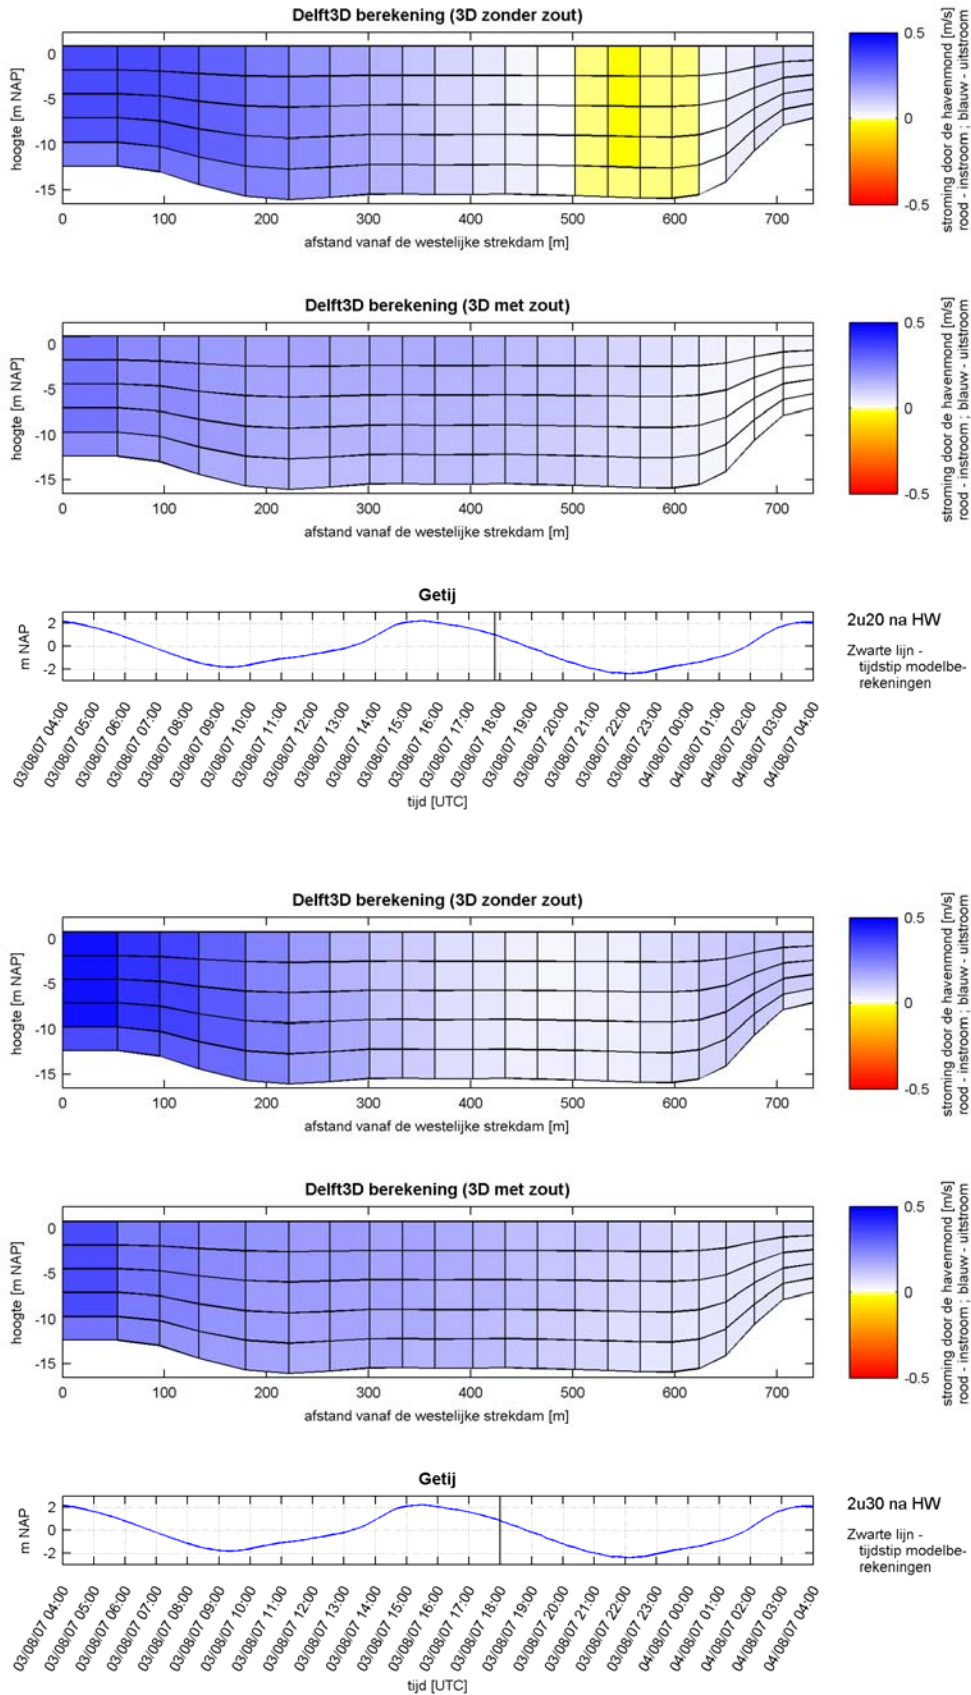 Delft3D berekening (3D zonder zout)
hoogte [m NAP]
0
-5
-10
-15
0 100 200 300 400 500 600 700
afstand vanaf de westelijke strekdam [m]
0.5
0
-0.5
stroming door de havenmond [m/s]
rood - instroom ; blauw - uitstroom
Delft3D berekening (3D met zout)
hoogte [m NAP]
0
-5
-10
-15
0 100 200 300 400 500 600 700
afstand vanaf de westelijke strekdam [m]
0.5
0
-0.5
stroming door de havenmond [m/s]
rood - instroom ; blauw - uitstroom
Getij
m NAP
2
0
-2
03/08/07 04:00
03/08/07 05:00
03/08/07 06:00
03/08/07 07:00
03/08/07 08:00
03/08/07 09:00
03/08/07 10:00
03/08/07 11:00
03/08/07 12:00
03/08/07 13:00
03/08/07 14:00
03/08/07 15:00
03/08/07 16:00
03/08/07 17:00
03/08/07 18:00
03/08/07 19:00
03/08/07 20:00
03/08/07 21:00
03/08/07 22:00
03/08/07 23:00
04/08/07 00:00
04/08/07 01:00
04/08/07 02:00
04/08/07 03:00
04/08/07 04:00
tijd [UTC]
2u20 na HW
Zwarte lijn -
tijdstip modelbe-
rekeningen
Delft3D berekening (3D zonder zout)
hoogte [m NAP]
0
-5
-10
-15
0 100 200 300 400 500 600 700
afstand vanaf de westelijke strekdam [m]
0.5
0
-0.5
stroming door de havenmond [m/s]
rood - instroom ; blauw - uitstroom
Delft3D berekening (3D met zout)
hoogte [m NAP]
0
-5
-10
-15
0 100 200 300 400 500 600 700
afstand vanaf de westelijke strekdam [m]
0.5
0
-0.5
stroming door de havenmond [m/s]
rood - instroom ; blauw - uitstroom
Getij
m NAP
2
0
-2
03/08/07 04:00
03/08/07 05:00
03/08/07 06:00
03/08/07 07:00
03/08/07 08:00
03/08/07 09:00
03/08/07 10:00
03/08/07 11:00
03/08/07 12:00
03/08/07 13:00
03/08/07 14:00
03/08/07 15:00
03/08/07 16:00
03/08/07 17:00
03/08/07 18:00
03/08/07 19:00
03/08/07 20:00
03/08/07 21:00
03/08/07 22:00
03/08/07 23:00
04/08/07 00:00
04/08/07 01:00
04/08/07 02:00
04/08/07 03:00
04/08/07 04:00
tijd [UTC]
2u30 na HW
Zwarte lijn -
tijdstip modelbe-
rekeningen